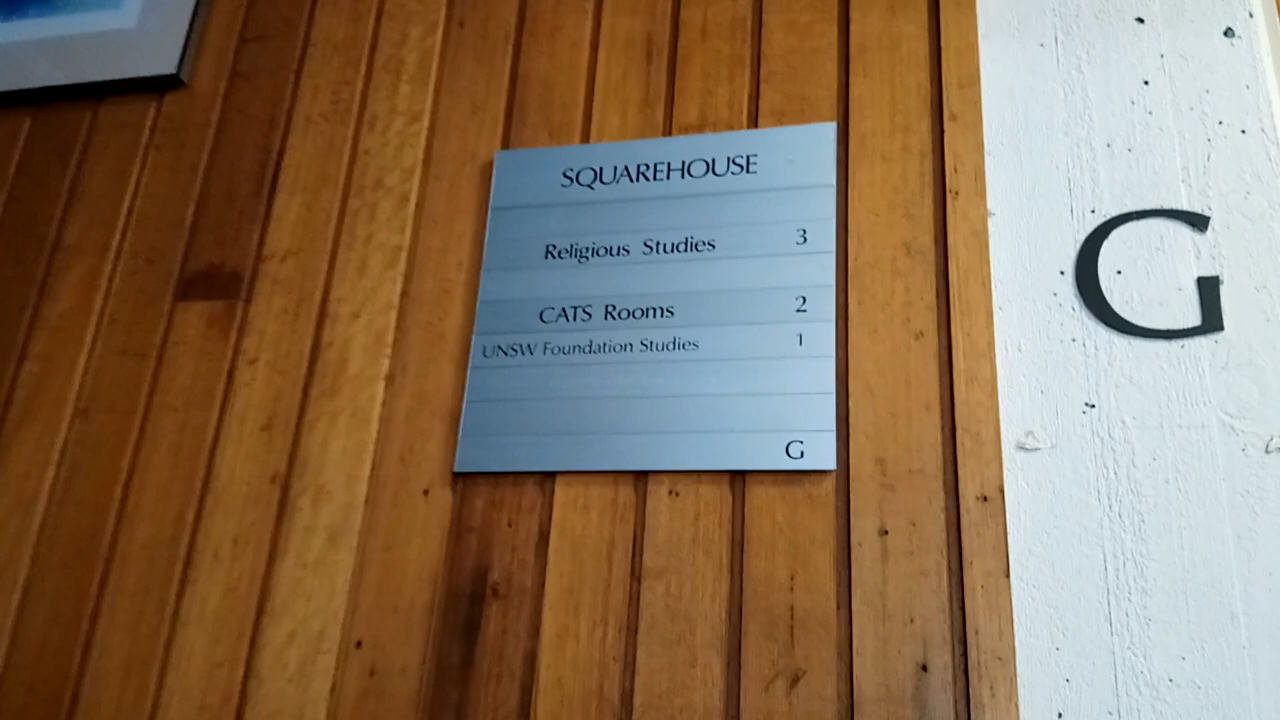 SQUAREHOUSE
Religious Studies 3
CATS Rooms 2
UNSW Foundation Studies 1
G
G